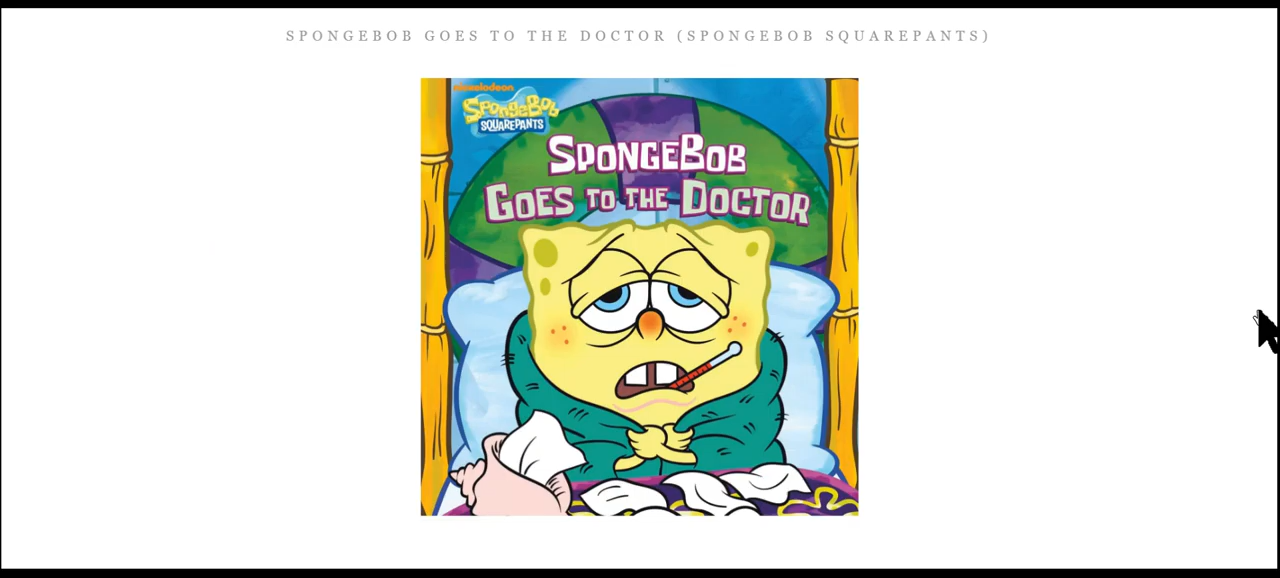 SPONGEBOB GOES TO THE DOCTOR (SPONGEBOB SQUAREPANTS)
nickelodeon
SPONGEBOB
SQUAREPANTS
SPONGEBOB
GOES TO THE DOCTOR